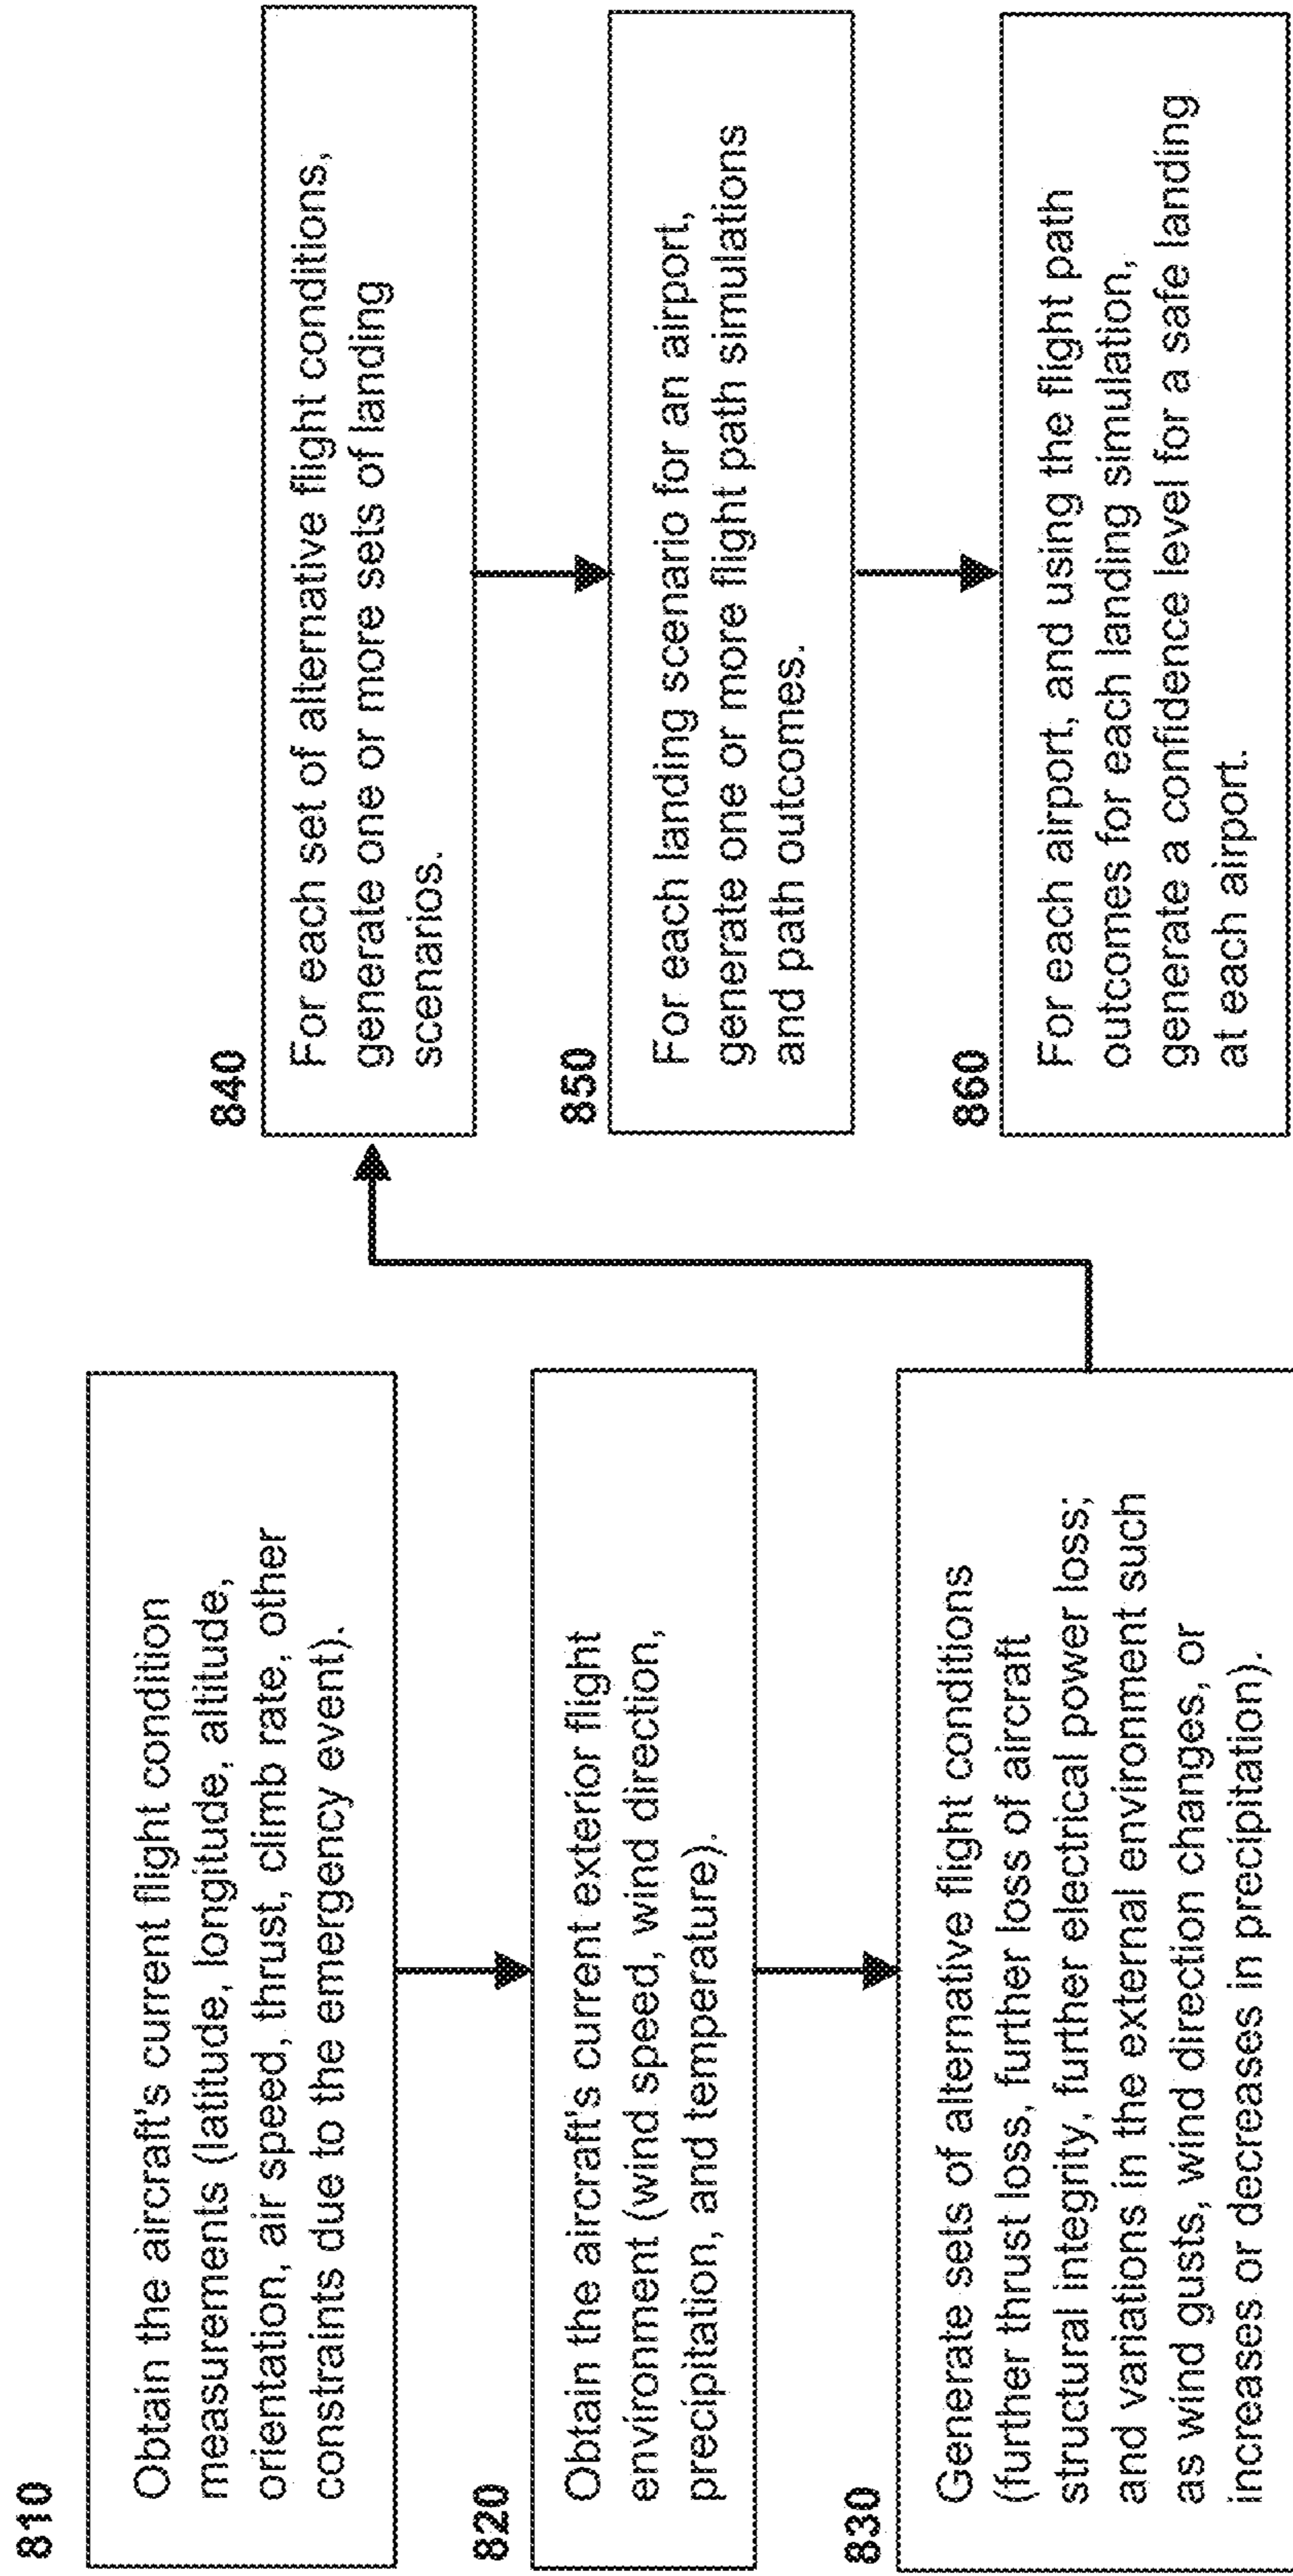 810
Obtain the aircraft's current flight condition
measurements (latitude, longitude, altitude,
orientation, air speed, thrust, climb rate, other
constraints due to the emergency event).
820
Obtain the aircraft's current exterior flight
environment (wind speed, wind direction,
precipitation, and temperature).
830
Generate sets of alternative flight conditions
(further thrust loss, further loss of aircraft
structural integrity, further electrical power loss;
and variations in the external environment such
as wind gusts, wind direction changes, or
increases or decreases in precipitation).
840
For each set of alternative flight conditions,
generate one or more sets of landing
scenarios.
850
For each landing scenario for an airport,
generate one or more flight path simulations
and path outcomes.
860
For each airport, and using the flight path
outcomes for each landing simulation,
generate a confidence level for a safe landing
at each airport.